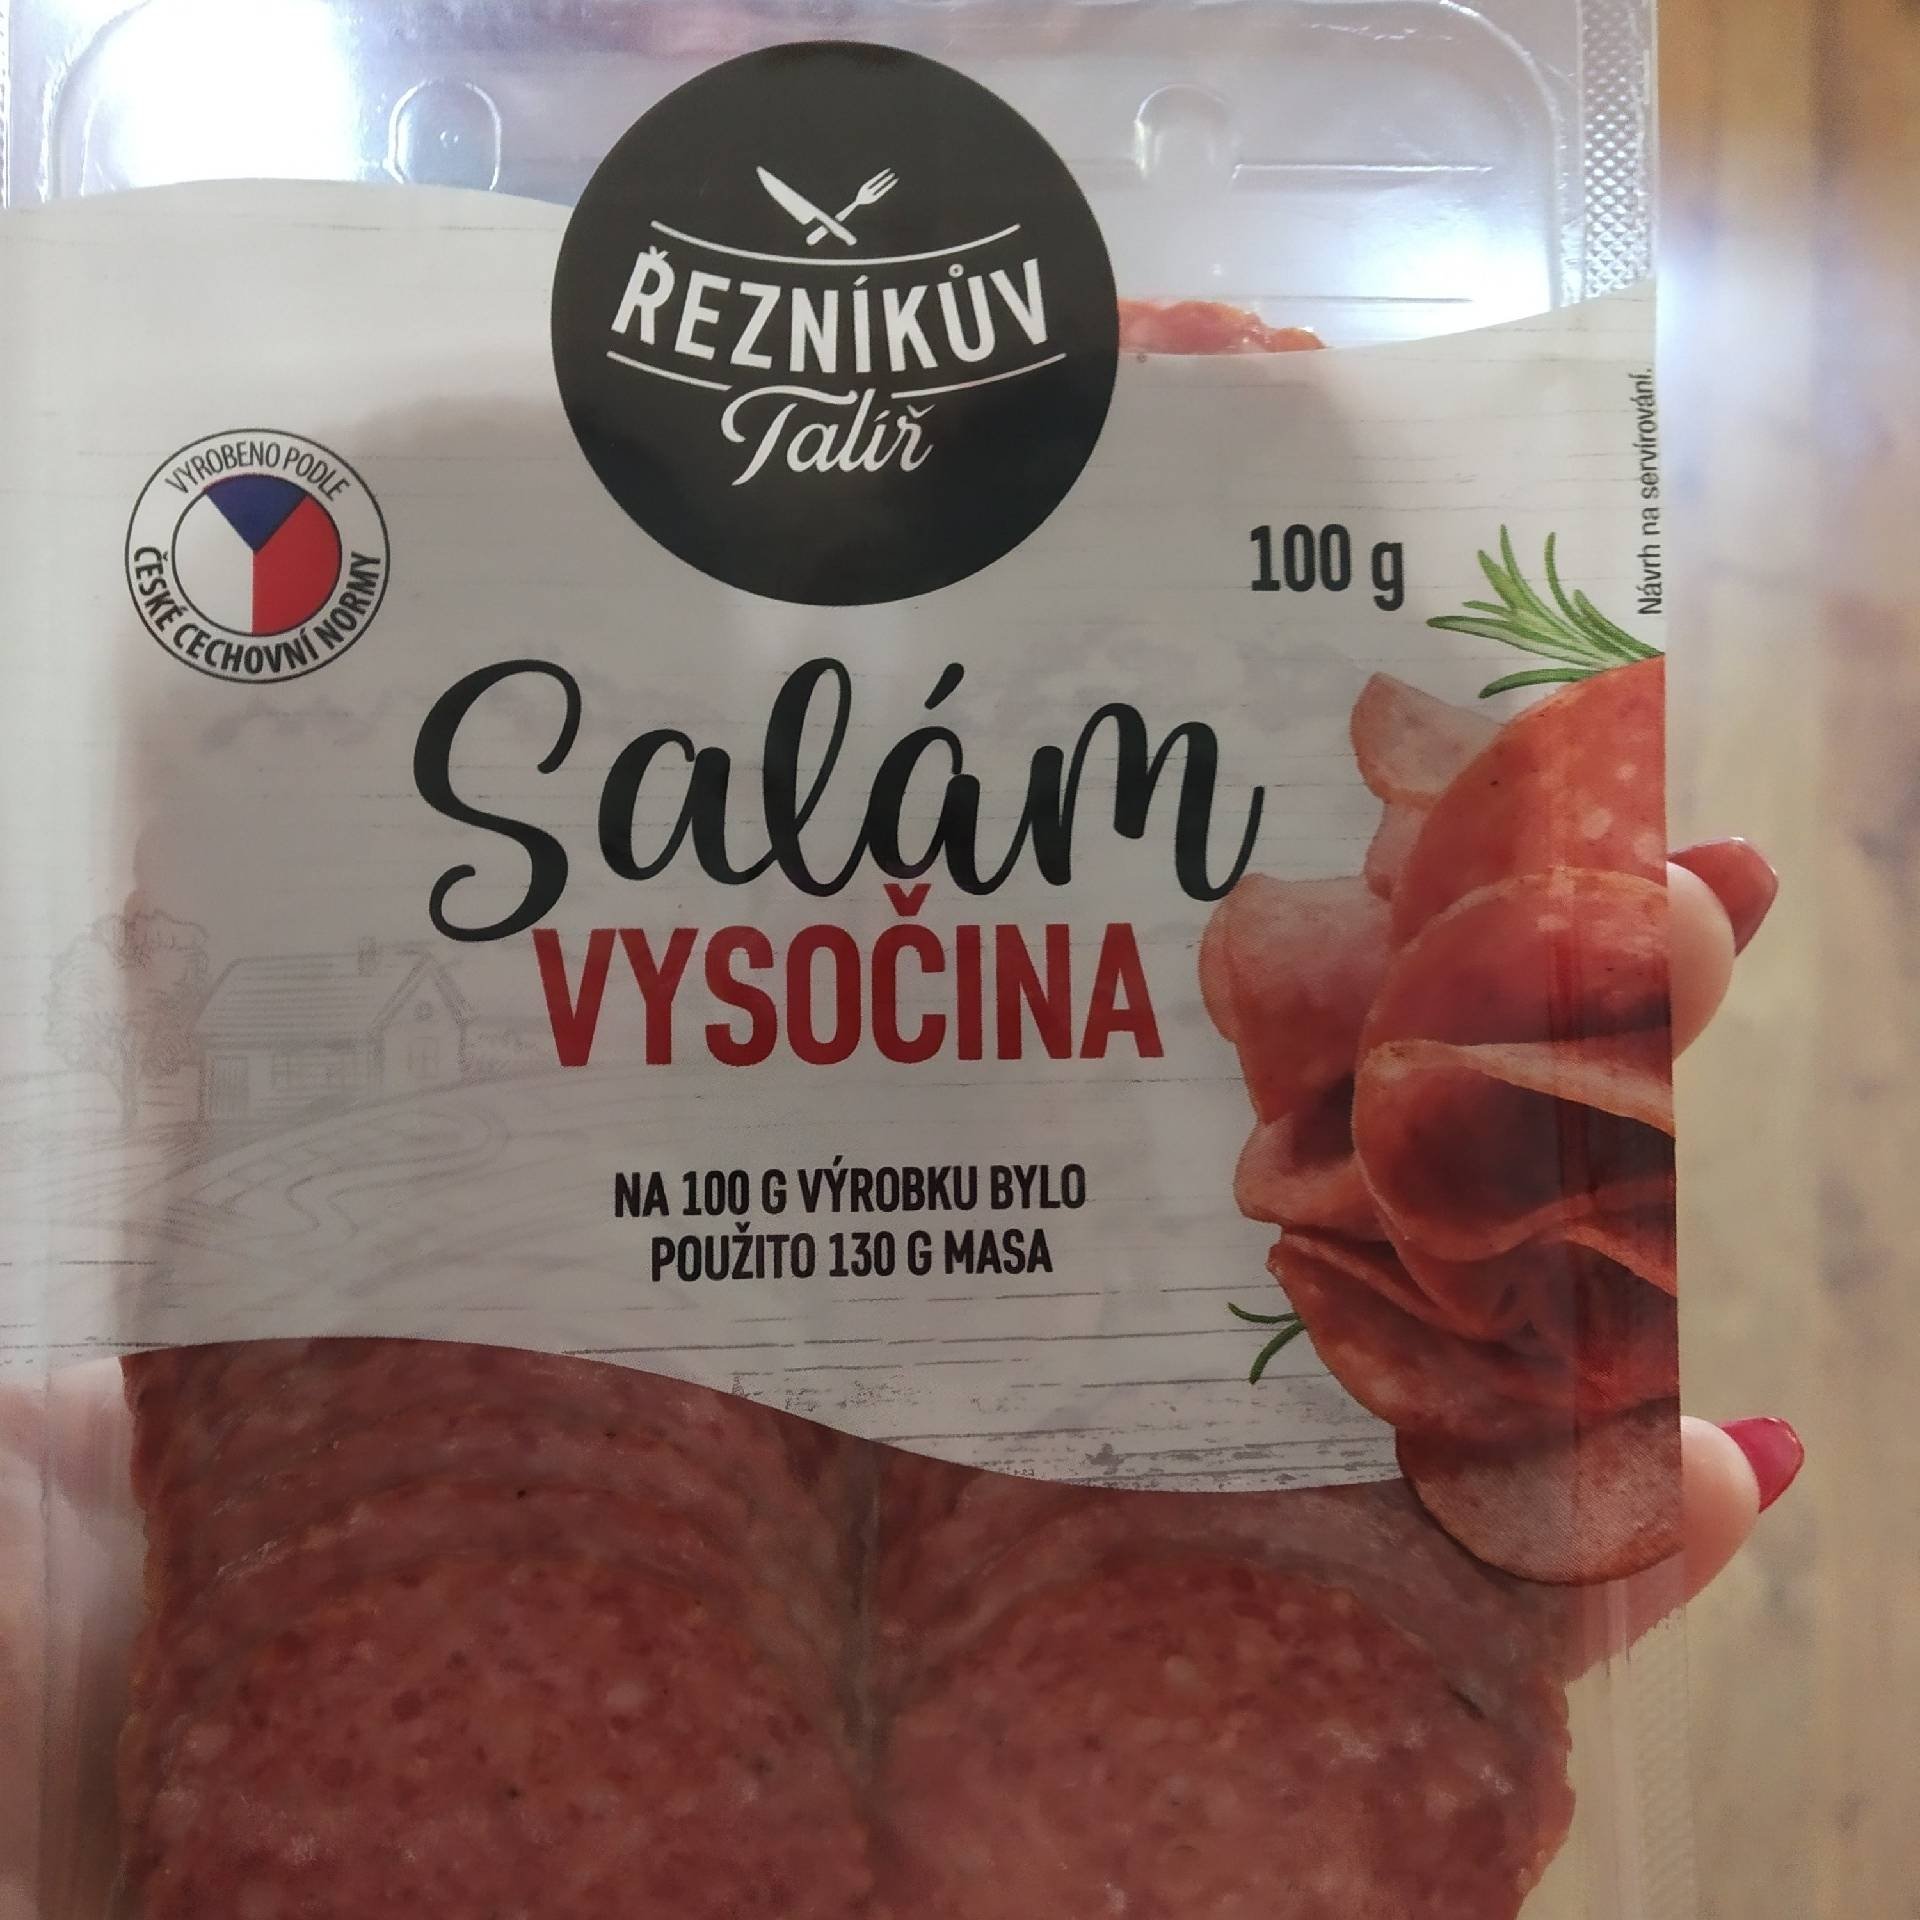 ŘEZNÍKŮV
Talíř
VYROBENO PODLE
ČESKÉ CECHOVNÍ NORMY
100 g
Návrh na servírování.
Salám
VYSOČINA
NA 100 G VÝROBKU BYLO
POUŽITO 130 G MASA